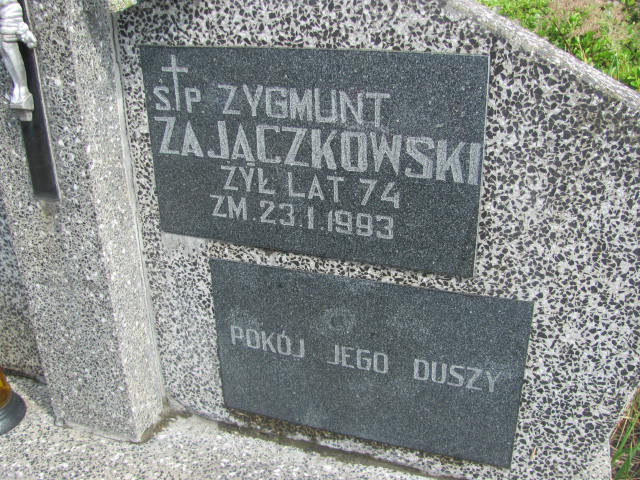 ŚP ZYGMUNT
ZAJĄCZKOWSKI
ŻYŁ LAT 74
ZM. 23.1.1993
POKÓJ JEGO DUSZY